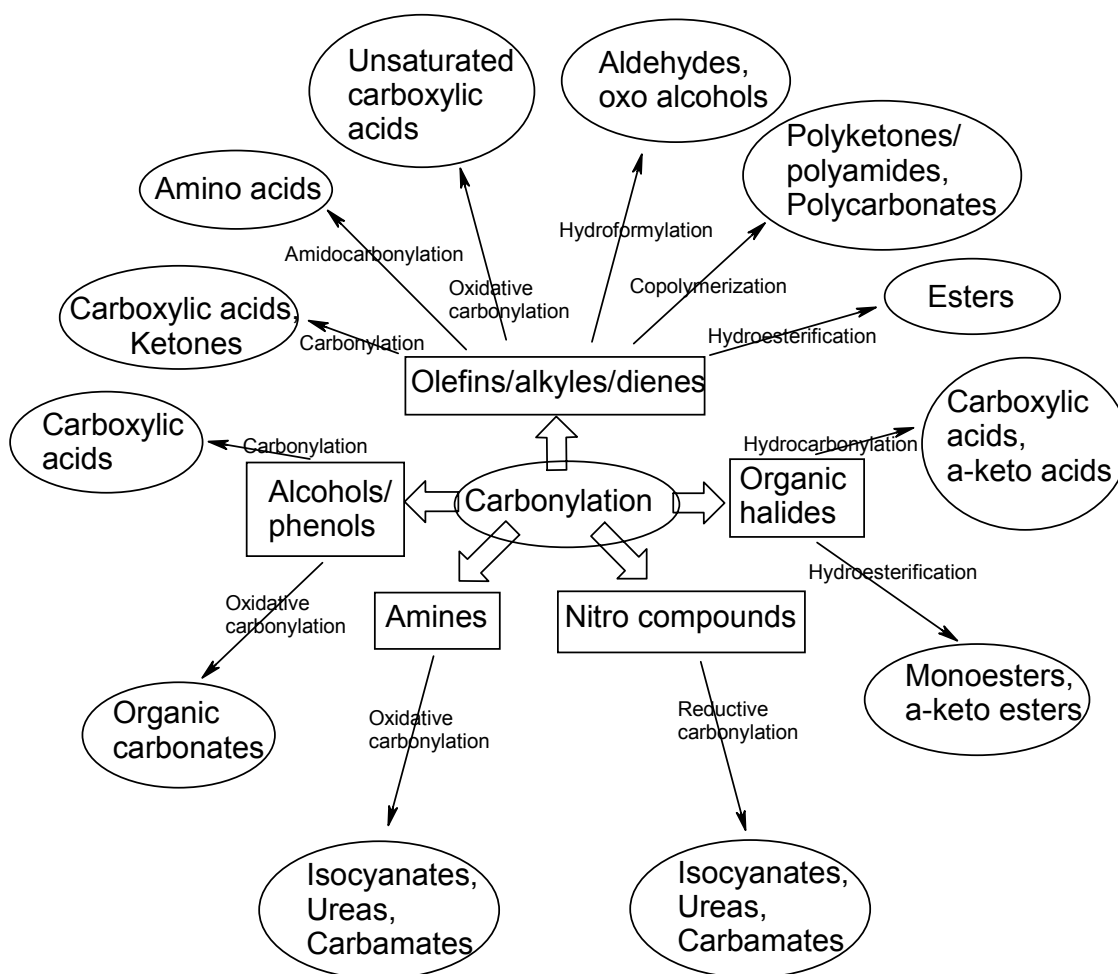 Unsaturated
carboxylic
acids
Aldehydes,
oxo alcohols
Polyketones/
polyamides,
Polycarbonates
Amino acids
Hydroformylation
Amidocarbonylation
Oxidative
carbonylation
Copolymerization
Esters
Carboxylic acids,
Ketones
Carbonylation
Hydroesterification
Olefins/alkyles/dienes
Carboxylic
acids
Carbonylation
Hydrocarbonylation
Carboxylic
acids,
a-keto acids
Alcohols/
phenols
Carbonylation
Organic
halides
Oxidative
carbonylation
Amines
Nitro compounds
Hydroesterification
Organic
carbonates
Oxidative
carbonylation
Reductive
carbonylation
Monoesters,
a-keto esters
Isocyanates,
Ureas,
Carbamates
Isocyanates,
Ureas,
Carbamates